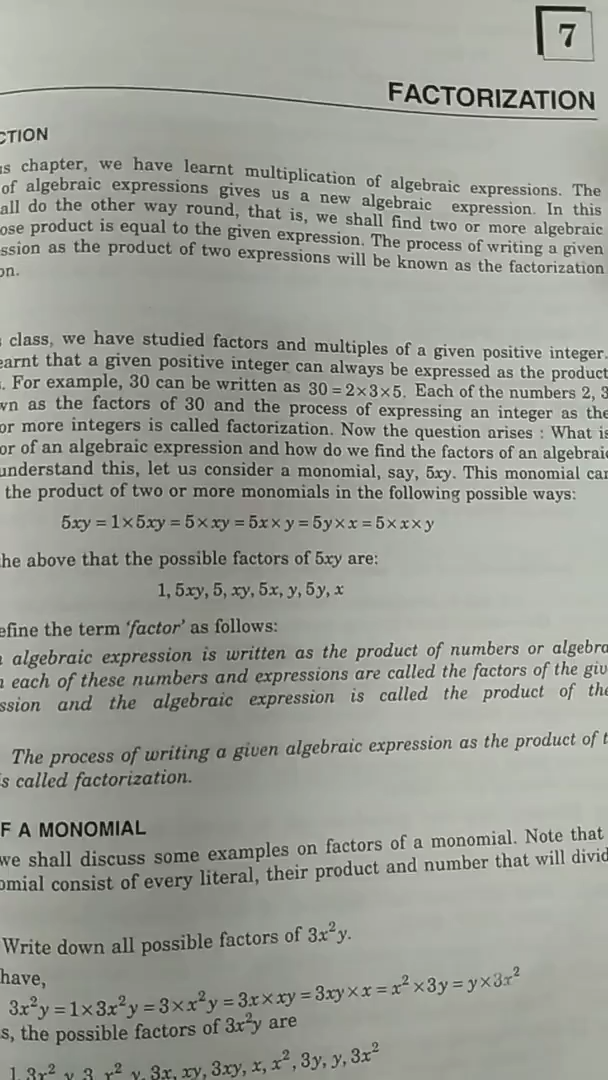 7
FACTORIZATION
CTION
us chapter, we have learnt multiplication of algebraic expressions. The
of algebraic expressions gives us a new algebraic expression. In this
all do the other way round, that is, we shall find two or more algebraic
ose product is equal to the given expression. The process of writing a given
ssion as the product of two expressions will be known as the factorization
on.
class, we have studied factors and multiples of a given positive integer.
earnt that a given positive integer can always be expressed as the product
. For example, 30 can be written as 30 = 2×3×5. Each of the numbers 2, 3
wn as the factors of 30 and the process of expressing an integer as the
or more integers is called factorization. Now the question arises : What is
or of an algebraic expression and how do we find the factors of an algebraic
understand this, let us consider a monomial, say, 5xy. This monomial can
the product of two or more monomials in the following possible ways:
5xy = 1×5xy = 5×xy = 5x×y = 5y×x = 5×x×y
he above that the possible factors of 5xy are:
1, 5xy, 5, xy, 5x, y, 5y, x
efine the term 'factor' as follows:
algebraic expression is written as the product of numbers or algebra
each of these numbers and expressions are called the factors of the giv
ssion and the algebraic expression is called the product of the
The process of writing a given algebraic expression as the product of t
is called factorization.
F A MONOMIAL
we shall discuss some examples on factors of a monomial. Note that
omial consist of every literal, their product and number that will divid
Write down all possible factors of 3x²y.
have,
3x²y = 1×3x²y = 3×x²y = 3x×xy = 3xy×x = x²×3y = y×3x²
s, the possible factors of 3x²y are
1, 3x² y, 3, x² y, 3x, xy, 3xy, x, x², 3y, y, 3x²